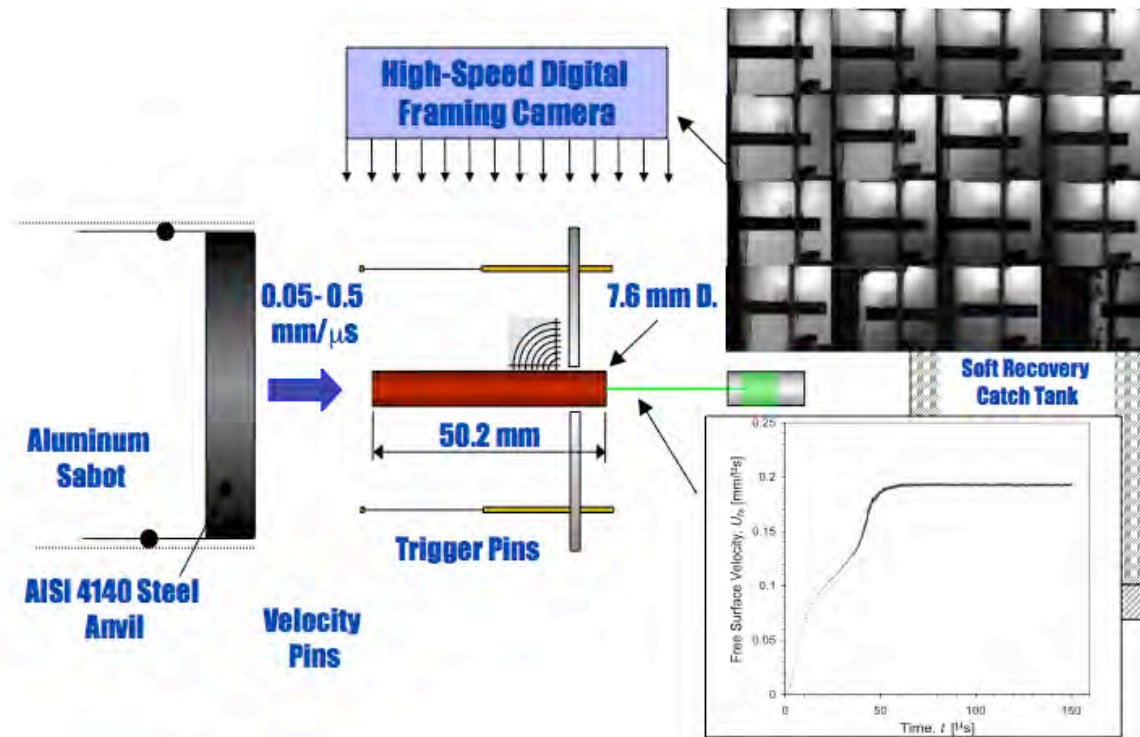 High-Speed Digital
Framing Camera
0.05- 0.5
mm/μs
7.6 mm D.
50.2 mm
Aluminum
Sabot
AISI 4140 Steel
Anvil
Velocity
Pins
Trigger Pins
Soft Recovery
Catch Tank
Free Surface Velocity, [mm/μs]
0.25
0.2
0.15
0.1
0.05
0
0 50 100 150
Time, t [μs]